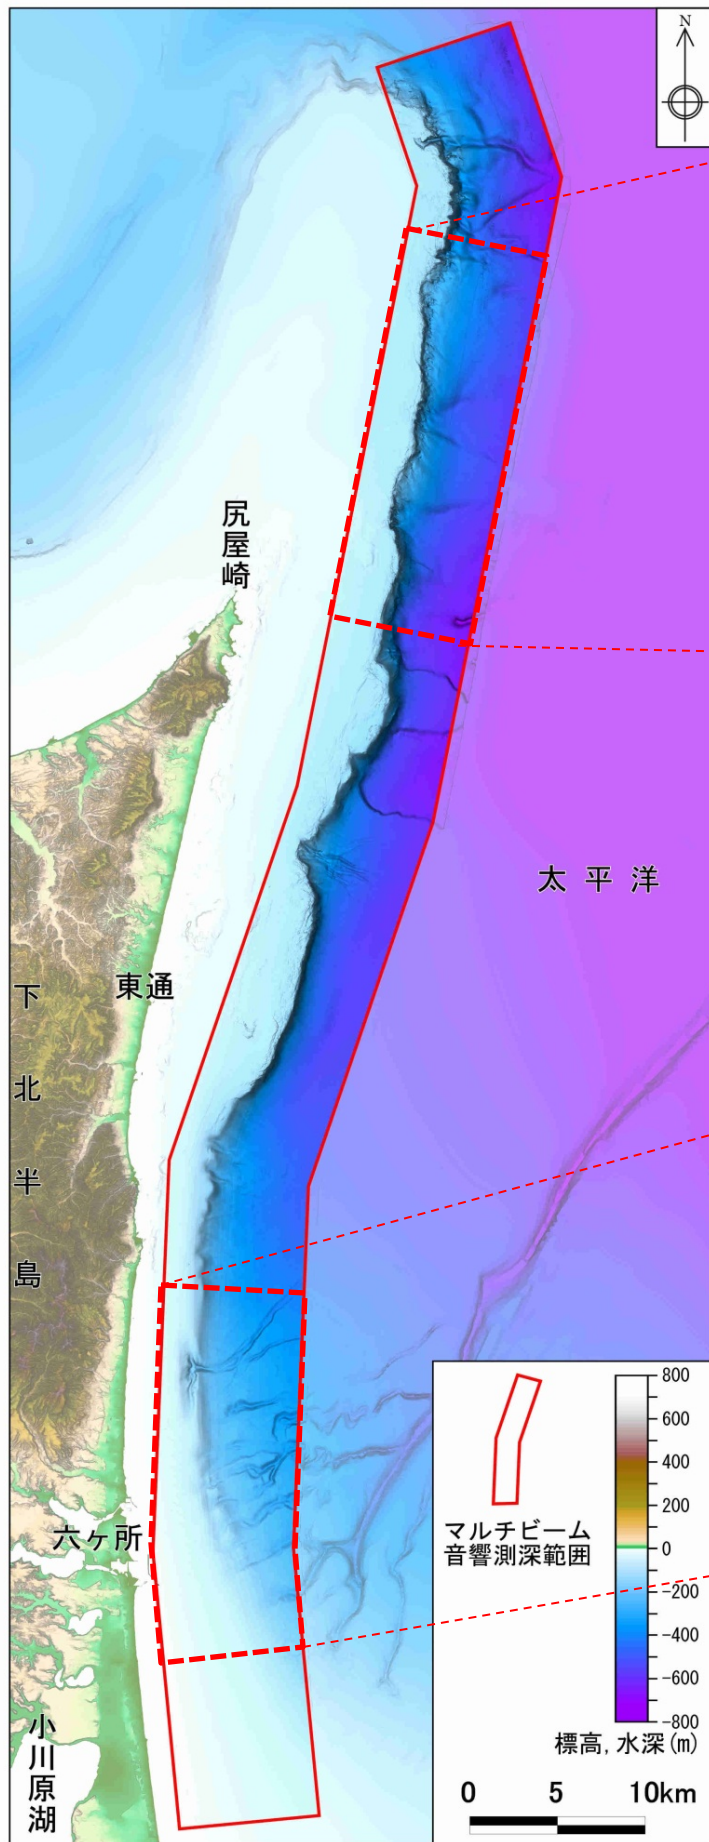 N
尻屋崎
太平洋
東通
下北半島
六ヶ所
小川原湖
マルチビーム
音響測深範囲
800
600
400
200
0
-200
-400
-600
-800
標高,水深(m)
0 5 10km